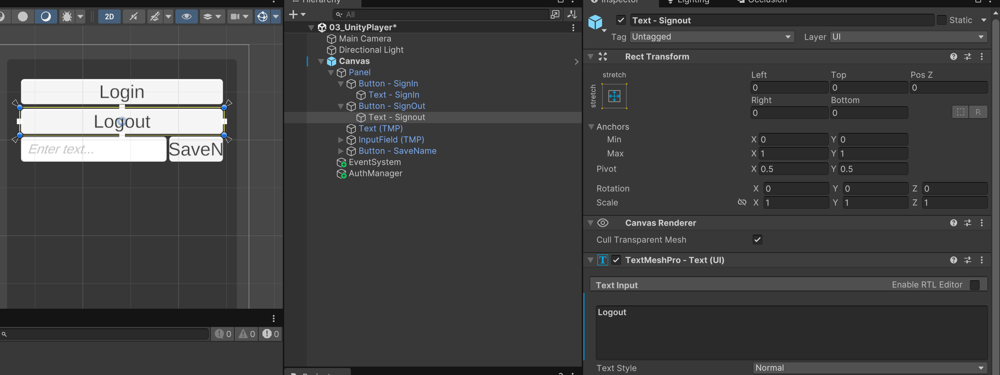 Hierarchy
Inspector
Lighting
Occlusion
2D
All
03_UnityPlayer*
Main Camera
Directional Light
Canvas
Panel
Button - SignIn
Text - SignIn
Button - SignOut
Text - Signout
Text (TMP)
InputField (TMP)
Button - SaveName
EventSystem
AuthManager
Login
Logout
Enter text...
SaveN
0
0
0
Project
Text - Signout
Static
Tag
Untagged
Layer
UI
Rect Transform
stretch
stretch
Left
Top
Pos Z
0
0
0
Right
Bottom
0
0
R
Anchors
Min
X 0
Y 0
Max
X 1
Y 1
Pivot
X 0.5
Y 0.5
Rotation
X 0
Y 0
Z 0
Scale
X 1
Y 1
Z 1
Canvas Renderer
Cull Transparent Mesh
TextMeshPro - Text (UI)
Text Input
Enable RTL Editor
Logout
Text Style
Normal